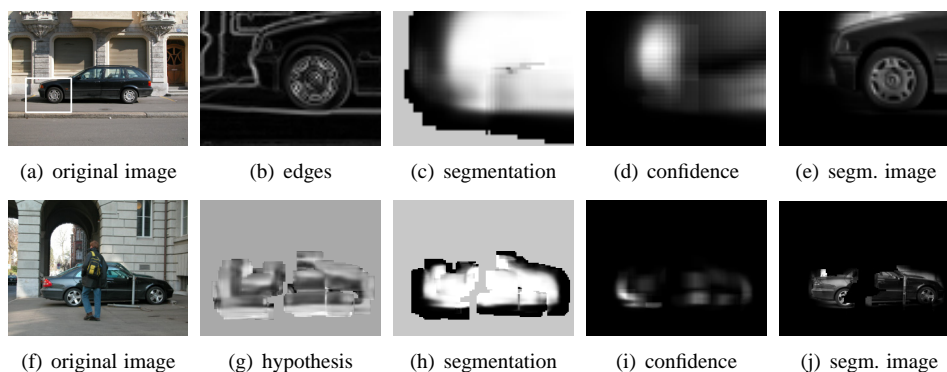 (a) original image (b) edges (c) segmentation (d) confidence (e) segm. image
(f) original image (g) hypothesis (h) segmentation (i) confidence (j) segm. image